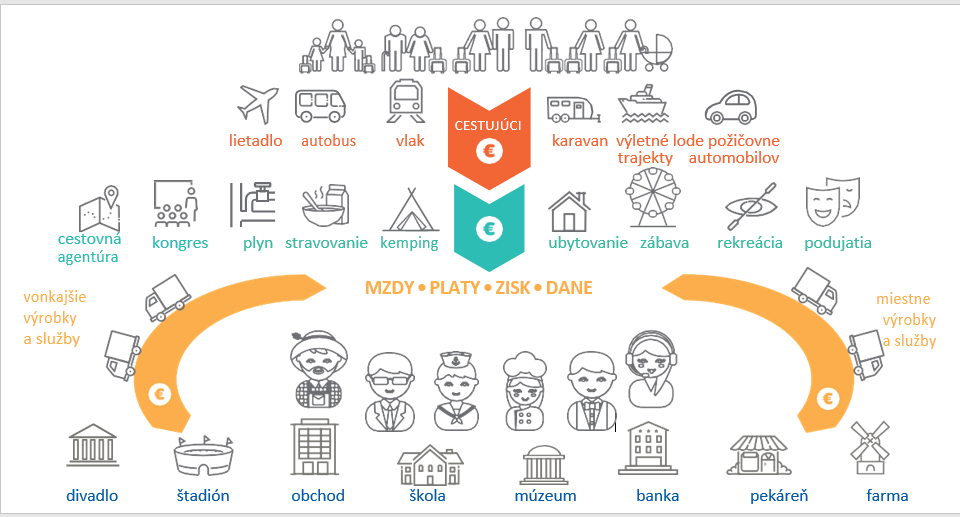 CESTUJÚCI
€
lietadlo autobus vlak karavan výletné lode požičovne
trajekty automobilov
€
cestovná
agentúra
kongres plyn stravovanie kemping ubytovanie zábava rekreácia podujatia
MZDY • PLATY • ZISK • DANE
vonkajšie
výrobky
a služby
miestne
výrobky
a služby
€
€
divadlo štadión obchod škola múzeum banka pekáreň farma